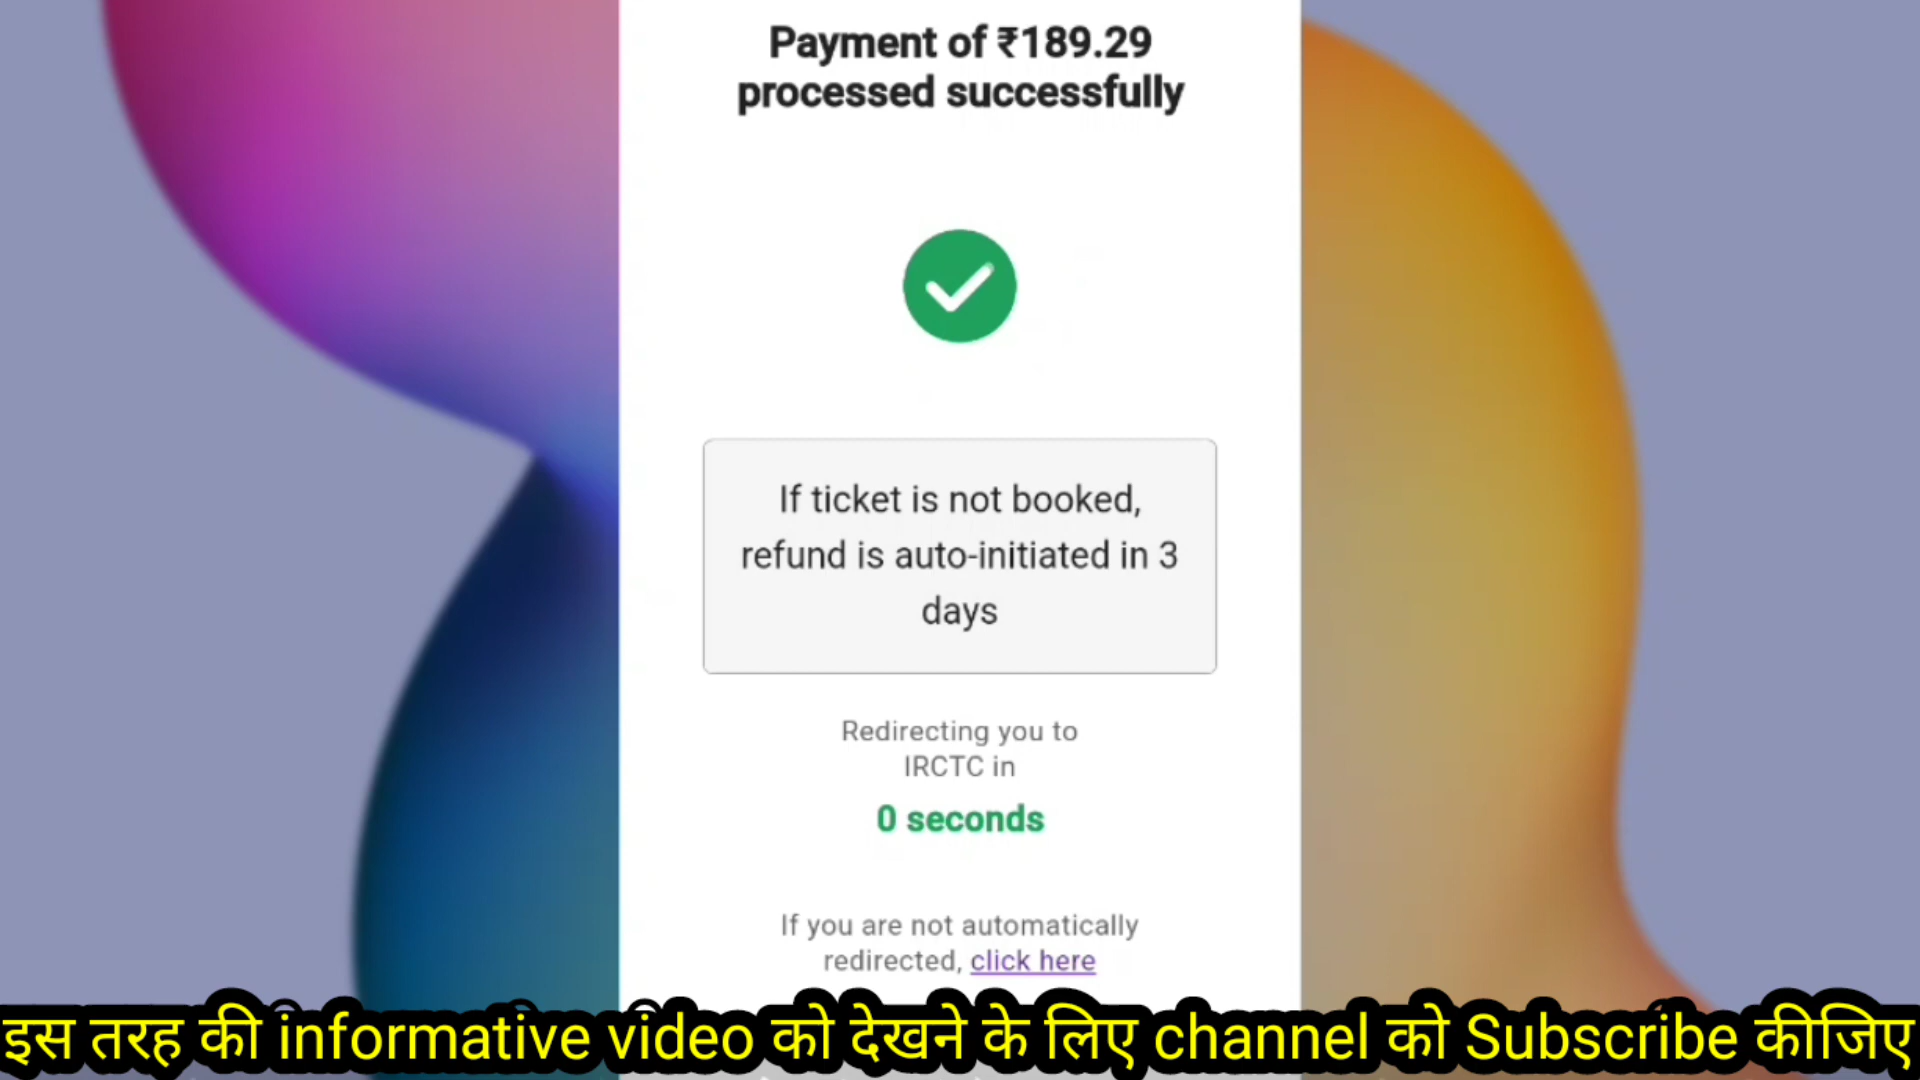 Payment of ₹189.29
processed successfully
If ticket is not booked,
refund is auto-initiated in 3
days
Redirecting you to
IRCTC in
0 seconds
If you are not automatically
redirected, click here
इस तरह की informative video को देखने के लिए channel को Subscribe कीजिए